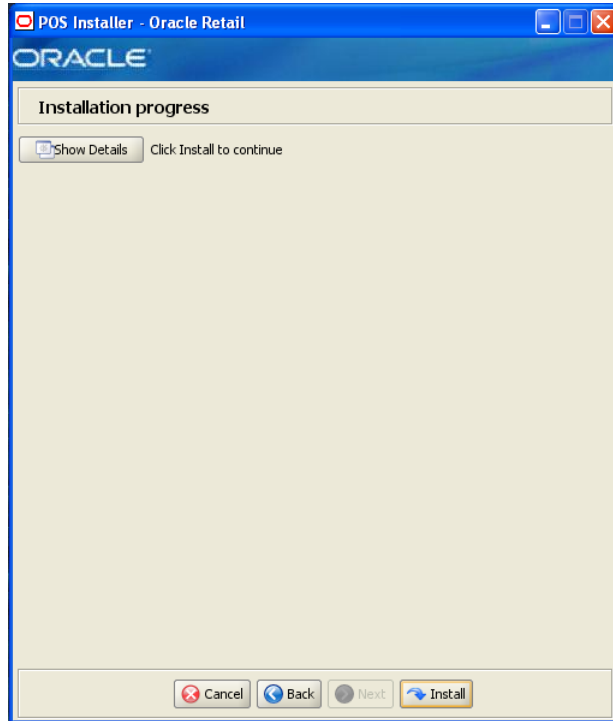 POS Installer - Oracle Retail
ORACLE
Installation progress
Show Details Click Install to continue
Cancel Back Next Install